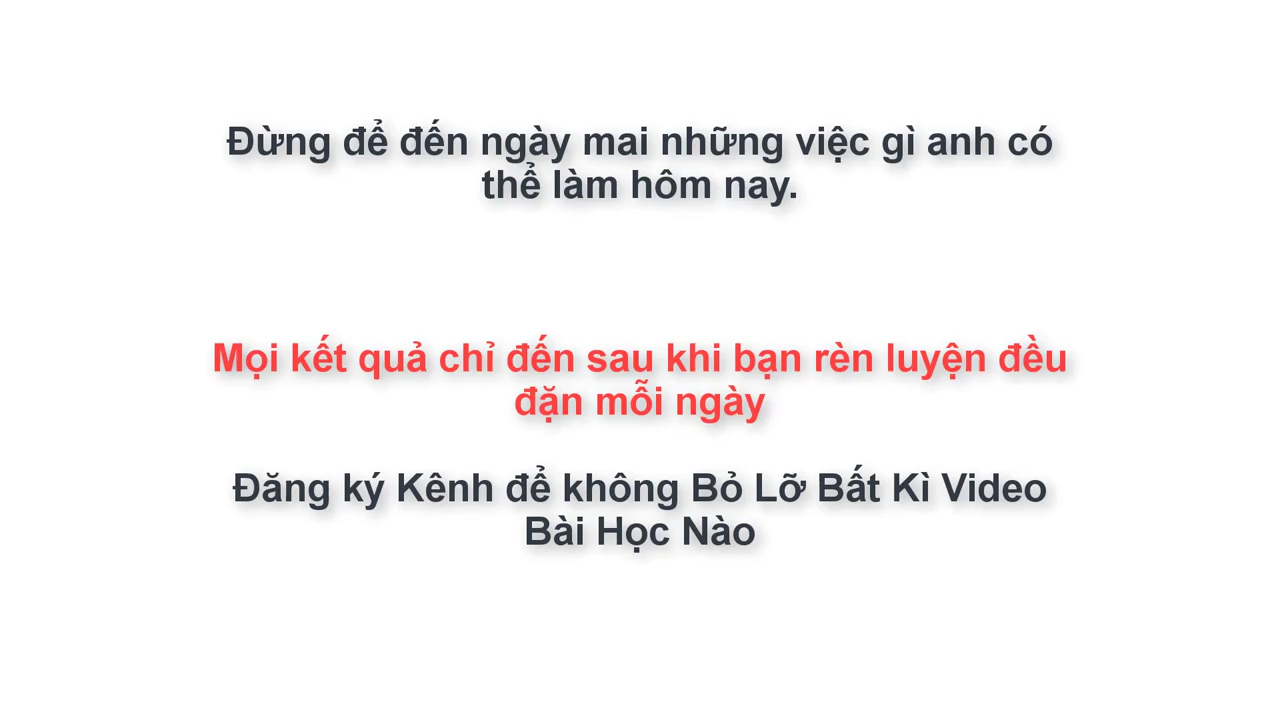 Đừng để đến ngày mai những việc gì anh có
thể làm hôm nay.
Mọi kết quả chỉ đến sau khi bạn rèn luyện đều
đặn mỗi ngày
Đăng ký Kênh để không Bỏ Lỡ Bất Kì Video
Bài Học Nào